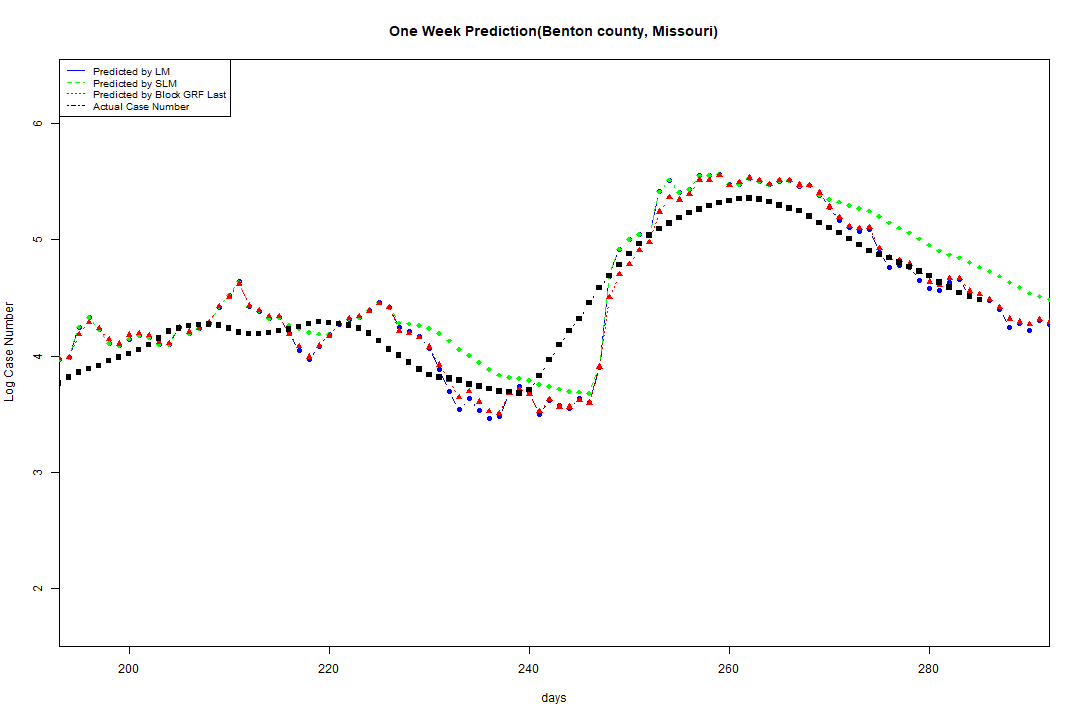 One Week Prediction(Benton county, Missouri)
Predicted by LM
Predicted by SLM
Predicted by Block GRF Last
Actual Case Number
Log Case Number
6
5
4
3
2
200 220 240 260 280
days